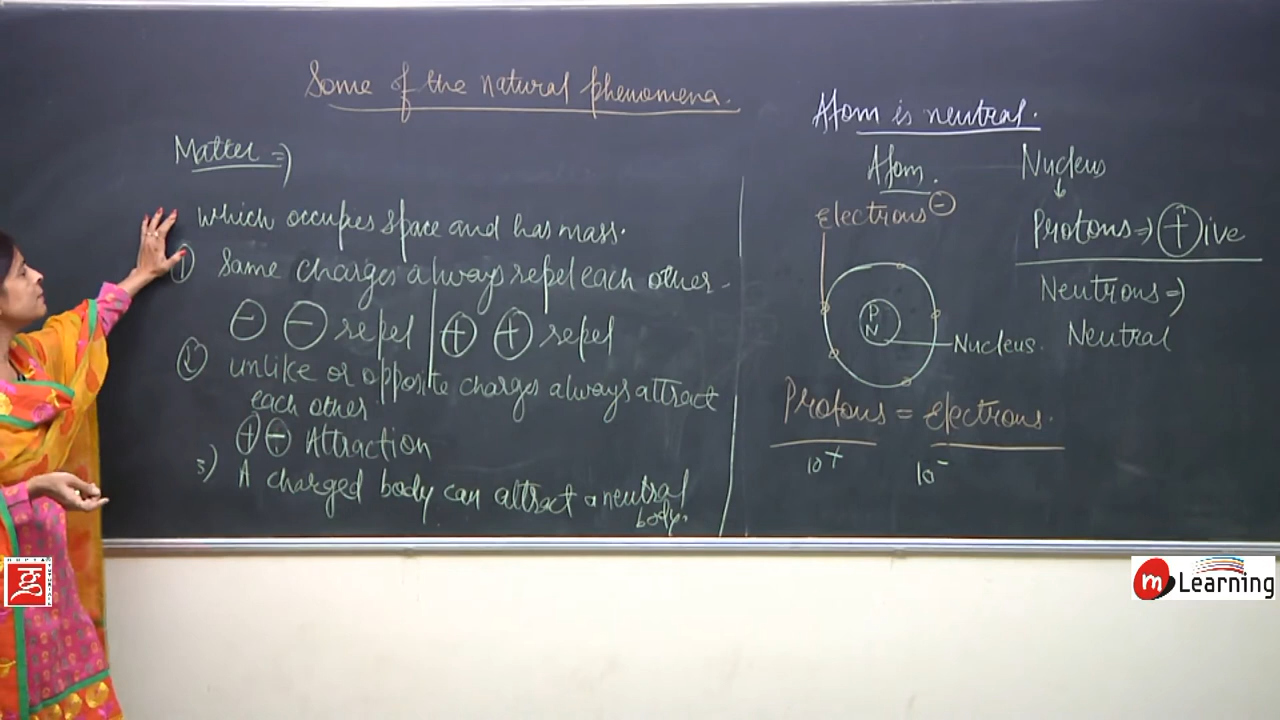 Some of the natural phenomena.
Matter ⇒
which occupies space and has mass.
① Same charges always repel each other.
⊖ ⊖ repel | ⊕ ⊕ repel
② unlike or opposite charges always attract
each other
⊕ ⊖ Attraction
3) A charged body can attract a neutral
body.
Atom is neutral.
Atom.
Electrons ⊖
P
N
Nucleus.
Nucleus
↓
Protons ⇒ ⊕ ive
Neutrons ⇒
Neutral
Protons = Electrons.
10+ 10-
GUPTA TUTORIALS
m Learning